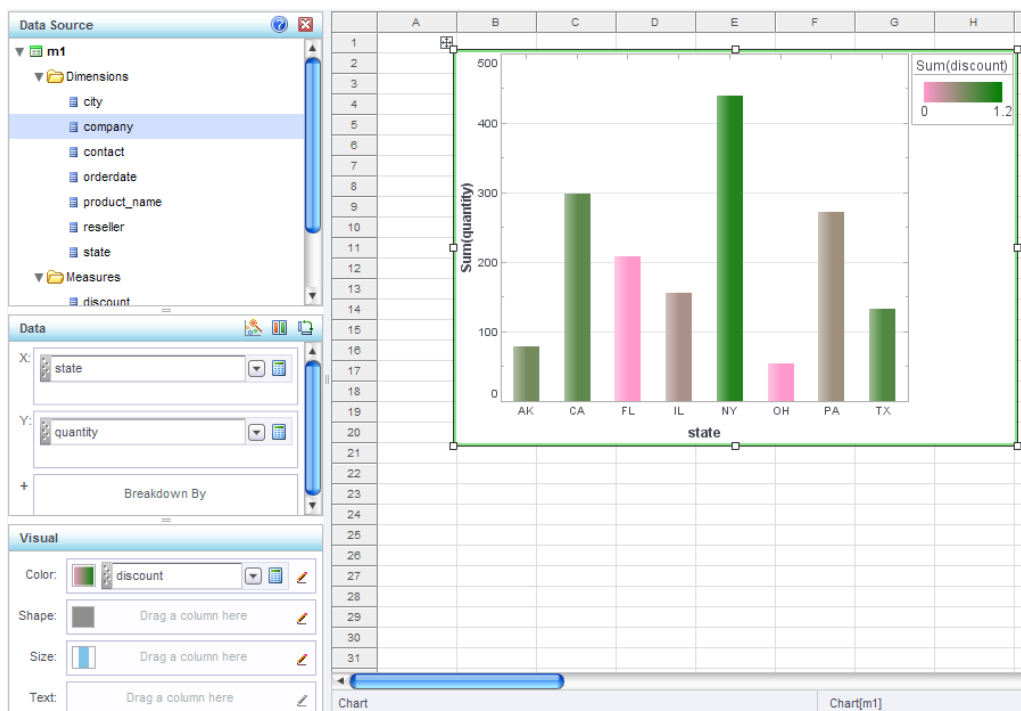 Data Source
m1
Dimensions
city
company
contact
orderdate
product_name
reseller
state
Measures
discount
Data
X: state
Y: quantity
+ Breakdown By
Visual
Color: discount
Shape: Drag a column here
Size: Drag a column here
Text: Drag a column here
A B C D E F G H
1
2
3
4
5
6
7
8
9
10
11
12
13
14
15
16
17
18
19
20
21
22
23
24
25
26
27
28
29
30
31
Sum(quantity)
500
400
300
200
100
0
AK CA FL IL NY OH PA TX
state
Sum(discount)
0 1.2
Chart Chart[m1]